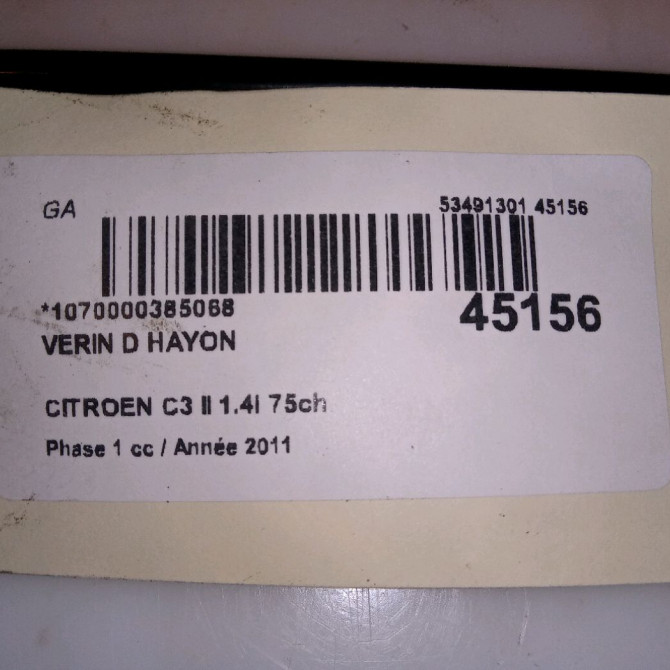 GA
53491301 45156
*1070000385068
45156
VERIN D HAYON
CITROEN C3 II 1.4I 75ch
Phase 1 cc / Année 2011